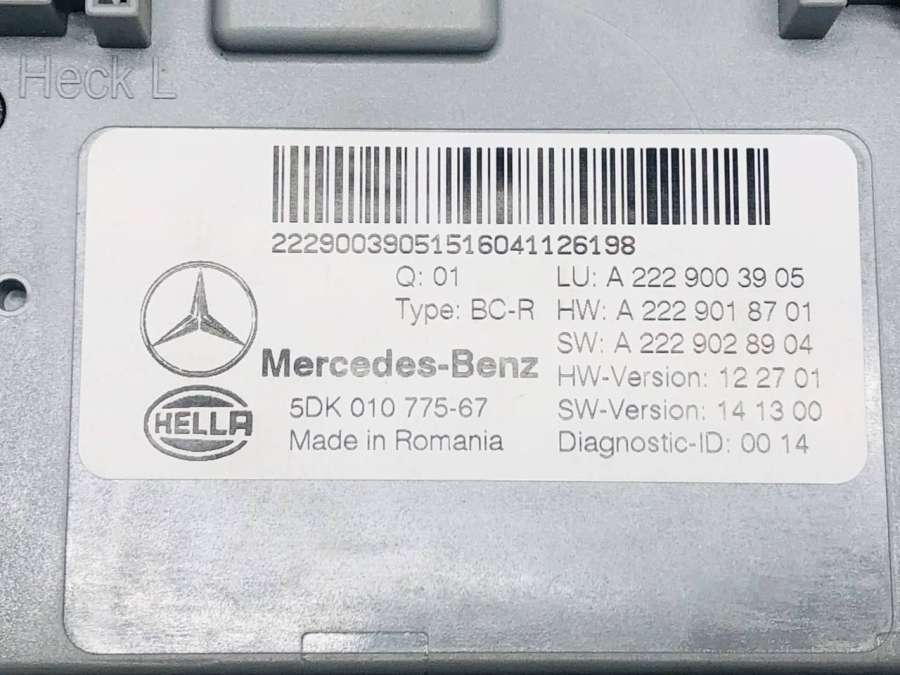 Heck L
22290039051516041126198
Q: 01
Type: BC-R
LU: A 222 900 39 05
HW: A 222 901 87 01
SW: A 222 902 89 04
HW-Version: 12 27 01
SW-Version: 14 13 00
Diagnostic-ID: 00 14
Mercedes-Benz
HELLA
5DK 010 775-67
Made in Romania